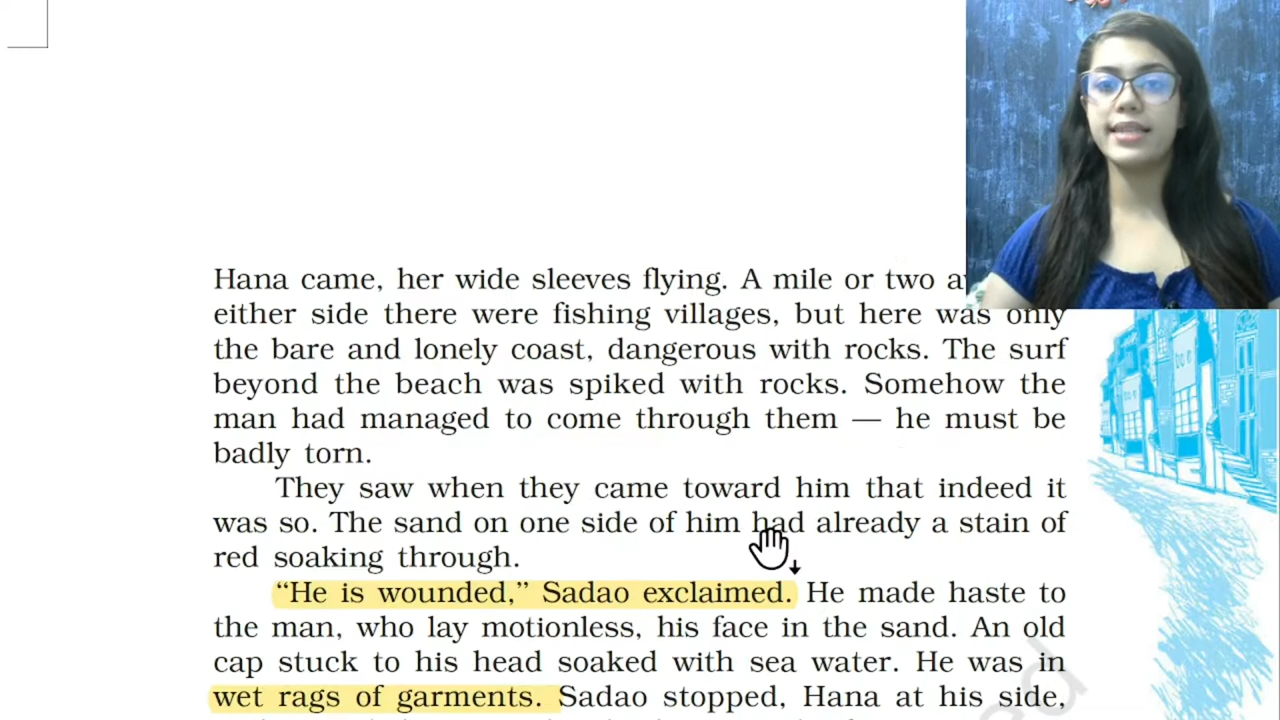 Hana came, her wide sleeves flying. A mile or two
either side there were fishing villages, but here was only
the bare and lonely coast, dangerous with rocks. The surf
beyond the beach was spiked with rocks. Somehow the
man had managed to come through them — he must be
badly torn.
They saw when they came toward him that indeed it
was so. The sand on one side of him had already a stain of
red soaking through.
“He is wounded,” Sadao exclaimed. He made haste to
the man, who lay motionless, his face in the sand. An old
cap stuck to his head soaked with sea water. He was in
wet rags of garments. Sadao stopped, Hana at his side,